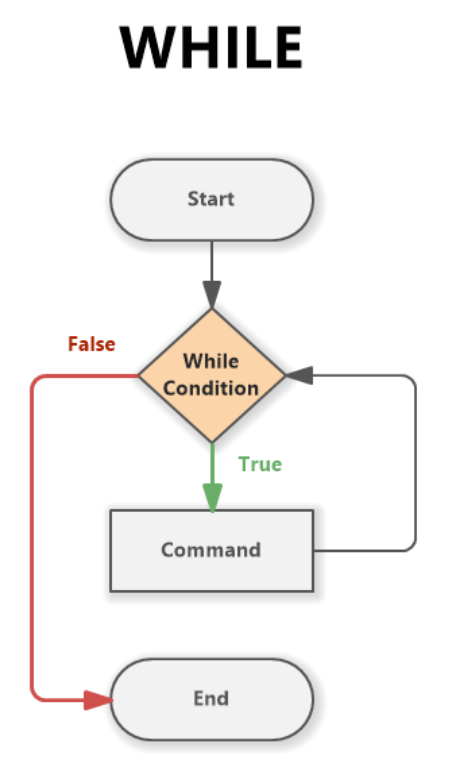 WHILE
Start
False
While
Condition
True
Command
End